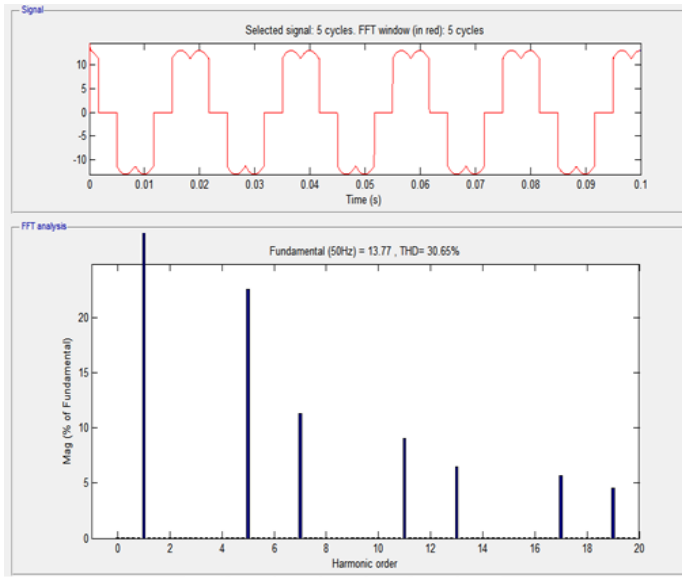 Signal
Selected signal: 5 cycles. FFT window (in red): 5 cycles
10
5
0
-5
-10
0 0.01 0.02 0.03 0.04 0.05 0.06 0.07 0.08 0.09 0.1
Time (s)
FFT analysis
Fundamental (50Hz) = 13.77 , THD= 30.65%
Mag (% of Fundamental)
20
15
10
5
0
0 2 4 6 8 10 12 14 16 18 20
Harmonic order